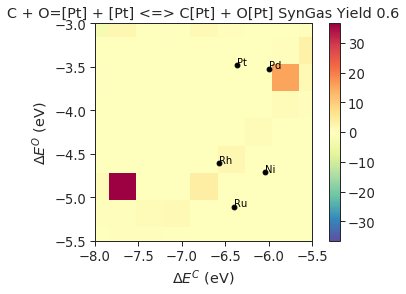 C + O=[Pt] + [Pt] <=> C[Pt] + O[Pt] SynGas Yield 0.6
−3.0
−3.5
−4.0
−4.5
−5.0
−5.5
ΔE^O (eV)
Pt
Pd
Rh
Ni
Ru
−8.0 −7.5 −7.0 −6.5 −6.0 −5.5
ΔE^C (eV)
30
20
10
0
−10
−20
−30